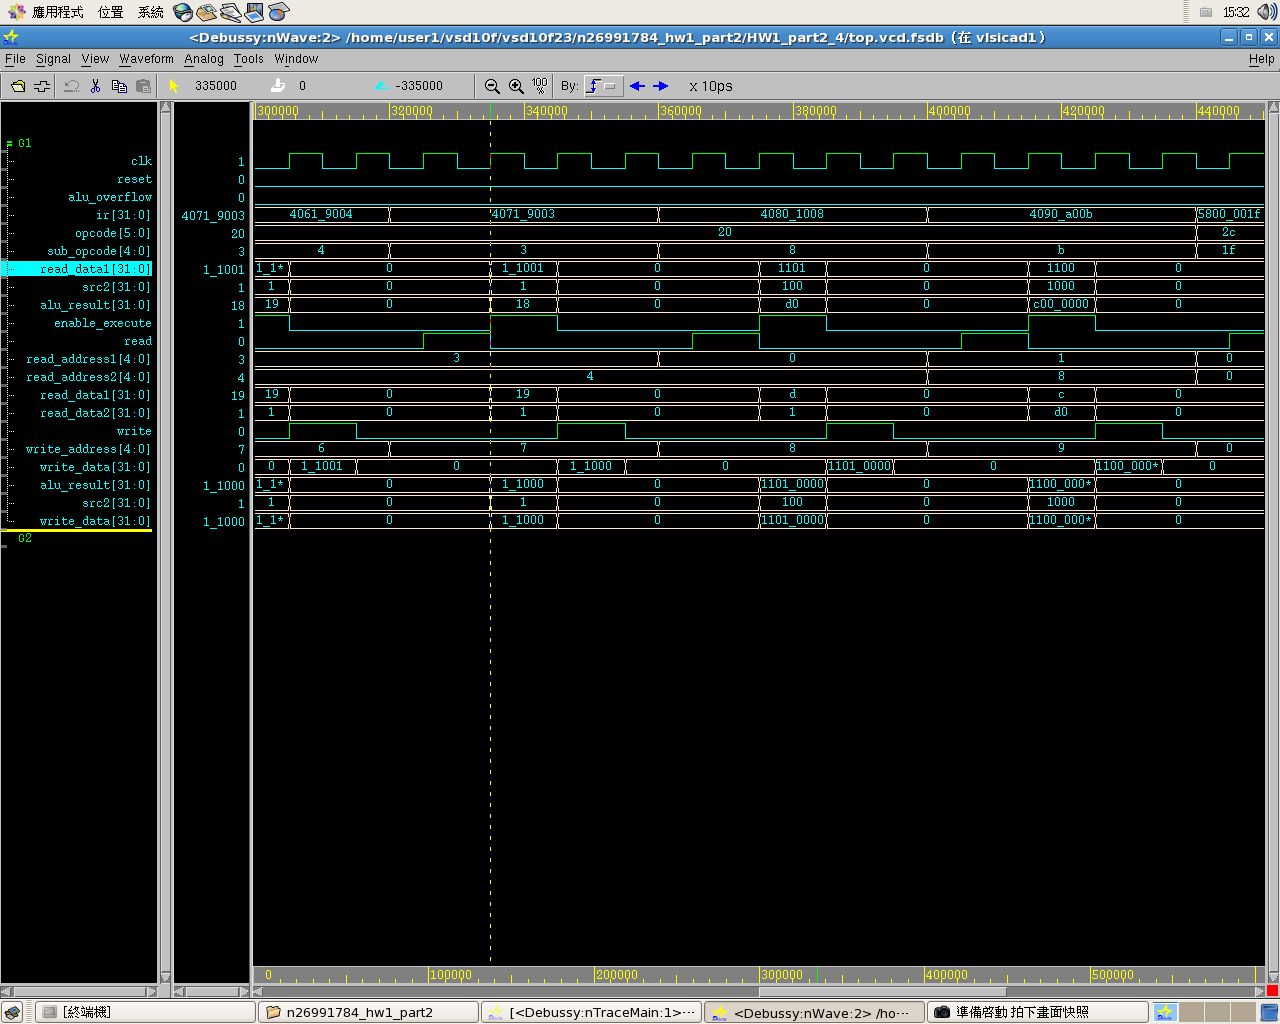 應用程式 位置 系統 15:32
<Debussy:nWave:2> /home/user1/vsd10f/vsd10f23/n26991784_hw1_part2/HW1_part2_4/top.vcd.fsdb (在 vlsicad1)
File Signal View Waveform Analog Tools Window Help
335000 0 -335000 100 % By: x 10ps
300000 320000 340000 360000 380000 400000 420000 440000
G1
clk 1
reset 0
alu_overflow 0
ir[31:0] 4071_9003 4061_9004 4071_9003 4080_1008 4090_a00b 5800_001f
opcode[5:0] 20 20 2c
sub_opcode[4:0] 3 4 3 8 b 1f
read_data1[31:0] 1_1001 1_1* 0 1_1001 0 1101 0 1100 0
src2[31:0] 1 1 0 1 0 100 0 1000 0
alu_result[31:0] 18 19 0 18 0 d0 0 c00_0000 0
enable_execute 1
read 0
read_address1[4:0] 3 3 0 1 0
read_address2[4:0] 4 4 8 0
read_data1[31:0] 19 19 0 19 0 d 0 c 0
read_data2[31:0] 1 1 0 1 0 1 0 d0 0
write 0
write_address[4:0] 7 6 7 8 9 0
write_data[31:0] 0 0 1_1001 0 1_1000 0 1101_0000 0 1100_000* 0
alu_result[31:0] 1_1000 1_1* 0 1_1000 0 1101_0000 0 1100_000* 0
src2[31:0] 1 1 0 1 0 100 0 1000 0
write_data[31:0] 1_1000 1_1* 0 1_1000 0 1101_0000 0 1100_000* 0
G2
0 100000 200000 300000 400000 500000
[終端機] n26991784_hw1_part2 [<Debussy:nTraceMain:1>⋯ <Debussy:nWave:2> /ho⋯ 準備啓動 拍下畫面快照